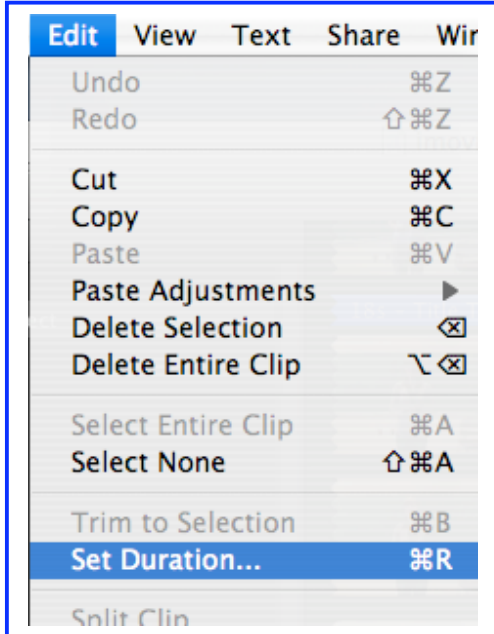 Edit View Text Share Wir
Undo ⌘Z
Redo ⇧⌘Z
Cut ⌘X
Copy ⌘C
Paste ⌘V
Paste Adjustments ▶
Delete Selection ⌫
Delete Entire Clip ⌥⌫
Select Entire Clip ⌘A
Select None ⇧⌘A
Trim to Selection ⌘B
Set Duration... ⌘R
Split Clip